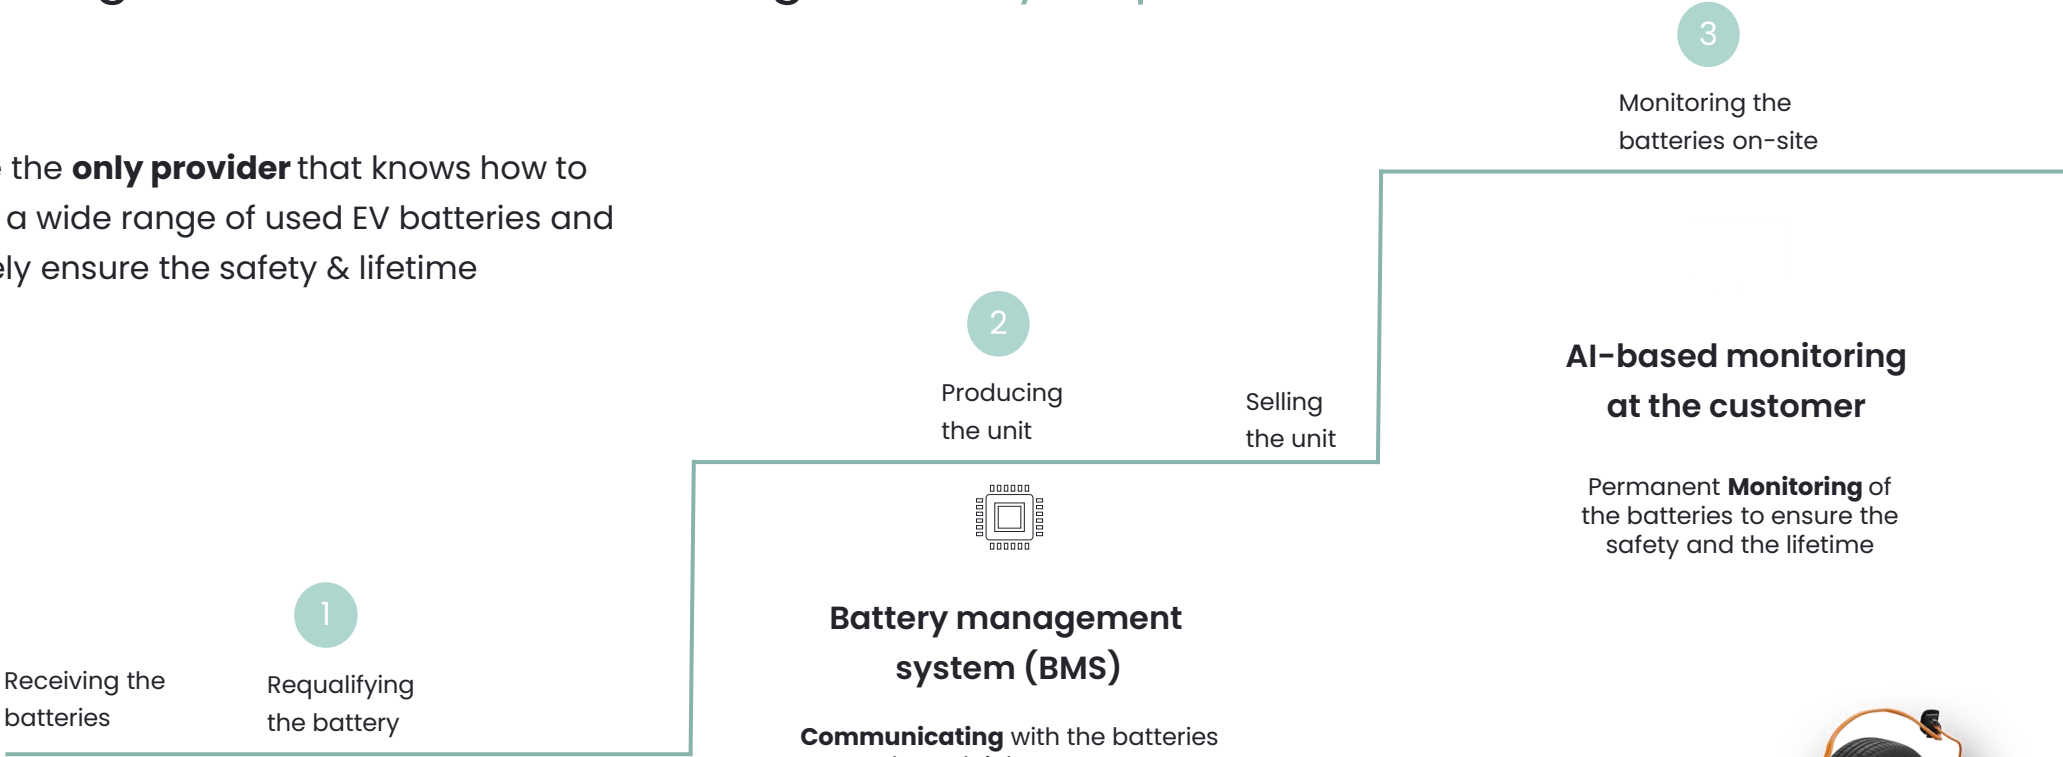 3
Monitoring the
batteries on-site
the only provider that knows how to
a wide range of used EV batteries and
ensure the safety & lifetime
2
Producing
the unit
Selling
the unit
AI-based monitoring
at the customer
Permanent Monitoring of
the batteries to ensure the
safety and the lifetime
1
Receiving the
batteries
Requalifying
the battery
Battery management
system (BMS)
Communicating with the batteries